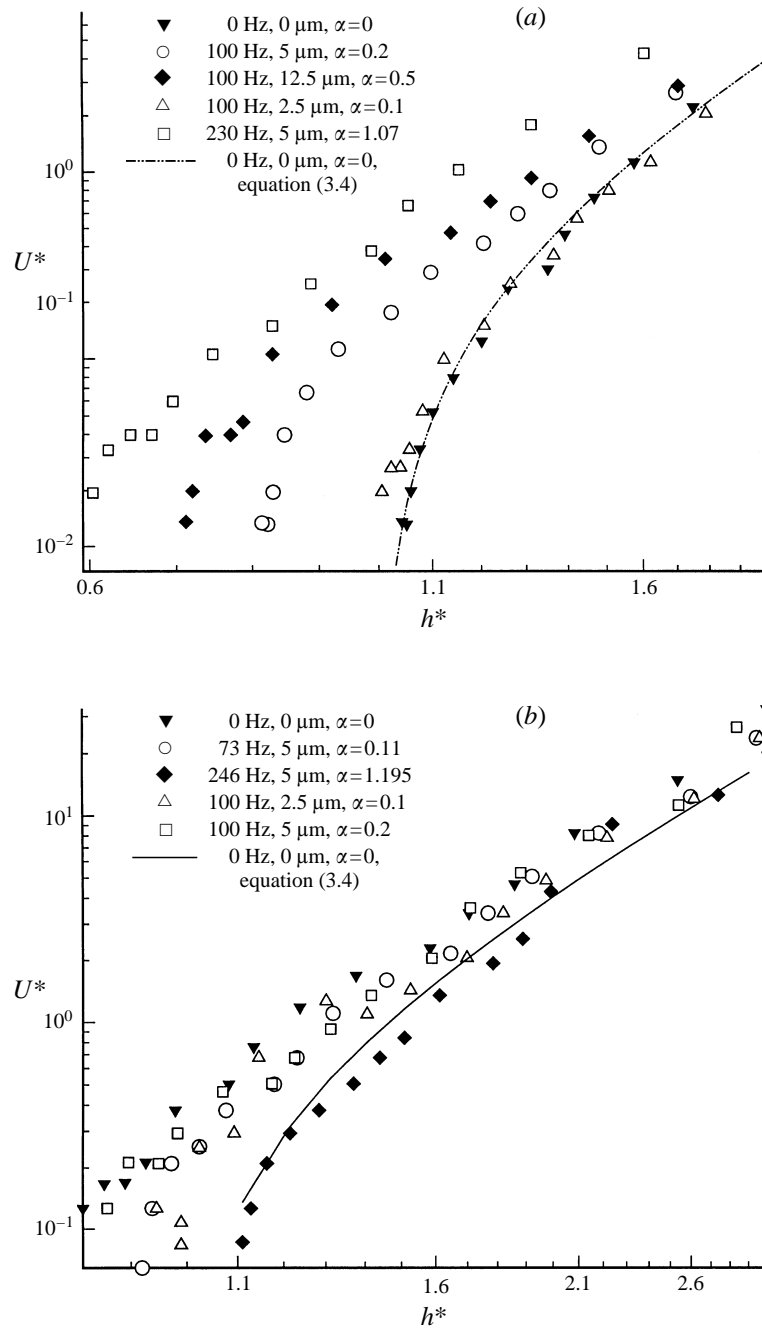 (a)
0 Hz, 0 μm, α=0
100 Hz, 5 μm, α=0.2
100 Hz, 12.5 μm, α=0.5
100 Hz, 2.5 μm, α=0.1
230 Hz, 5 μm, α=1.07
0 Hz, 0 μm, α=0,
equation (3.4)
10⁰
U*
10⁻¹
10⁻²
0.6 1.1 1.6
h*
(b)
0 Hz, 0 μm, α=0
73 Hz, 5 μm, α=0.11
246 Hz, 5 μm, α=1.195
100 Hz, 2.5 μm, α=0.1
100 Hz, 5 μm, α=0.2
0 Hz, 0 μm, α=0,
equation (3.4)
10¹
U*
10⁰
10⁻¹
1.1 1.6 2.1 2.6
h*